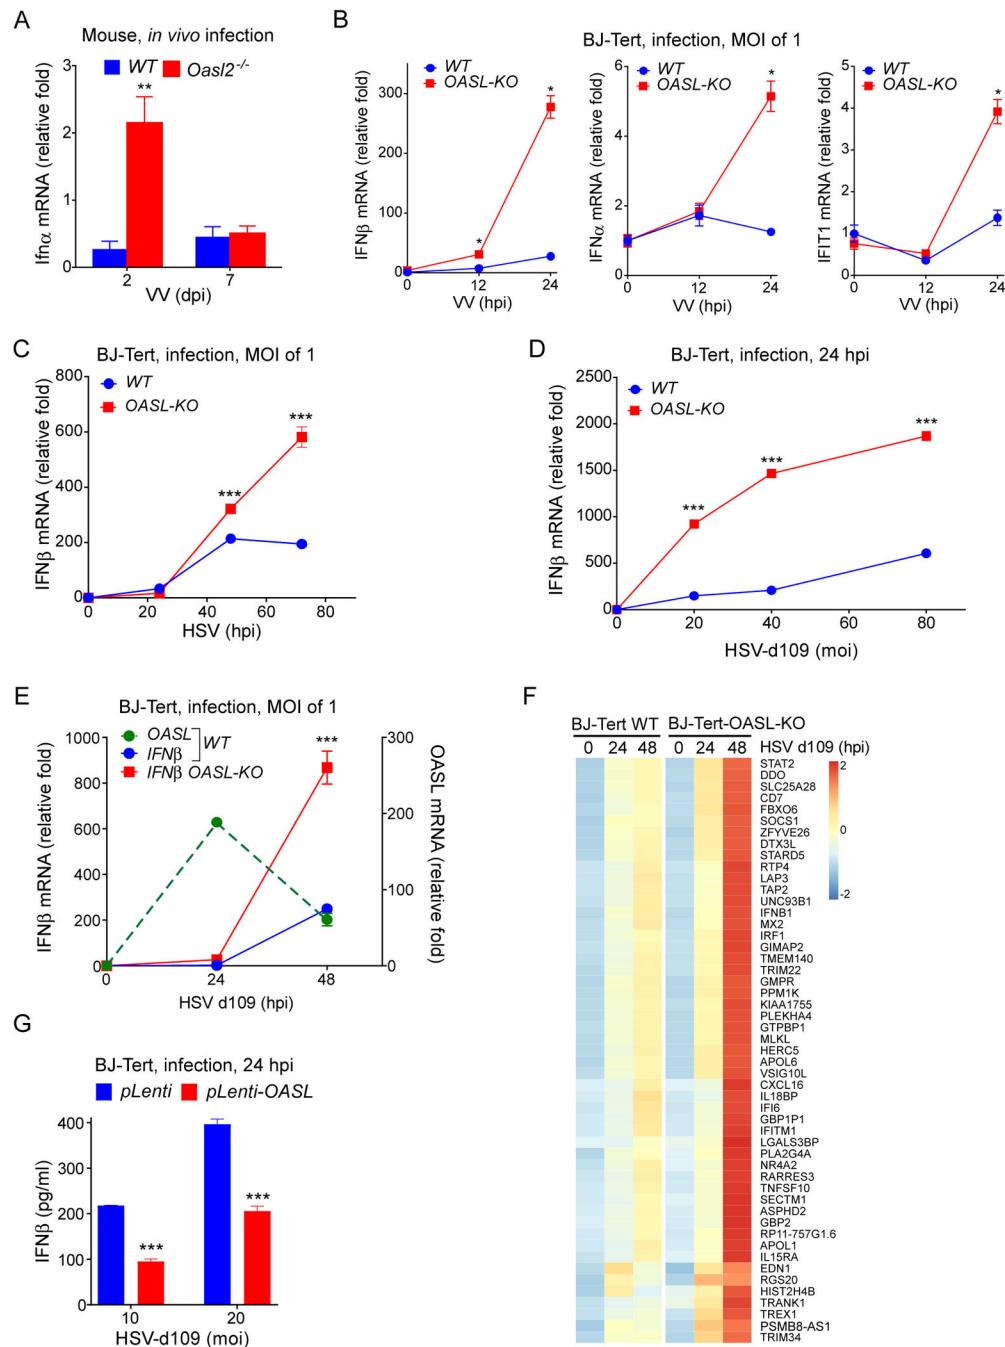 A
Mouse, in vivo infection
WT Oasl2-/-
Ifnα mRNA (relative fold)
3
2
1
0
**
2 7
VV (dpi)
B
BJ-Tert, infection, MOI of 1
WT
OASL-KO
IFNβ mRNA (relative fold)
300
200
100
0
*
*
0 12 24
VV (hpi)
WT
OASL-KO
IFNα mRNA (relative fold)
6
4
2
0
*
0 12 24
VV (hpi)
WT
OASL-KO
IFIT1 mRNA (relative fold)
5
4
3
2
1
0
*
0 12 24
VV (hpi)
C
BJ-Tert, infection, MOI of 1
WT
OASL-KO
IFNβ mRNA (relative fold)
800
600
400
200
0
***
***
0 20 40 60 80
HSV (hpi)
D
BJ-Tert, infection, 24 hpi
WT
OASL-KO
IFNβ mRNA (relative fold)
2500
2000
1500
1000
500
0
***
***
***
0 20 40 60 80
HSV-d109 (moi)
E
BJ-Tert, infection, MOI of 1
OASL
IFNβ
WT
IFNβ OASL-KO
IFNβ mRNA (relative fold)
1000
800
600
400
200
0
***
300
200
100
0
OASL mRNA (relative fold)
0 24 48
HSV d109 (hpi)
F
BJ-Tert WT BJ-Tert-OASL-KO
0 24 48 0 24 48 HSV d109 (hpi)
2
0
-2
STAT2
DDO
SLC25A28
CD7
FBXO6
SOCS1
ZFYVE26
DTX3L
STARD5
RTP4
LAP3
TAP2
UNC93B1
IFNB1
MX2
IRF1
GIMAP2
TMEM140
TRIM22
GMPR
PPM1K
KIAA1755
PLEKHA4
GTPBP1
MLKL
HERC5
APOL6
VSIG10L
CXCL16
IL18BP
IFI6
GBP1P1
IFITM1
LGALS3BP
PLA2G4A
NR4A2
RARRES3
TNFSF10
SECTM1
ASPHD2
GBP2
RP11-757G1.6
APOL1
IL15RA
EDN1
RGS20
HIST2H4B
TRANK1
TREX1
PSMB8-AS1
TRIM34
G
BJ-Tert, infection, 24 hpi
pLenti pLenti-OASL
IFNβ (pg/ml)
400
300
200
100
0
***
***
10 20
HSV-d109 (moi)